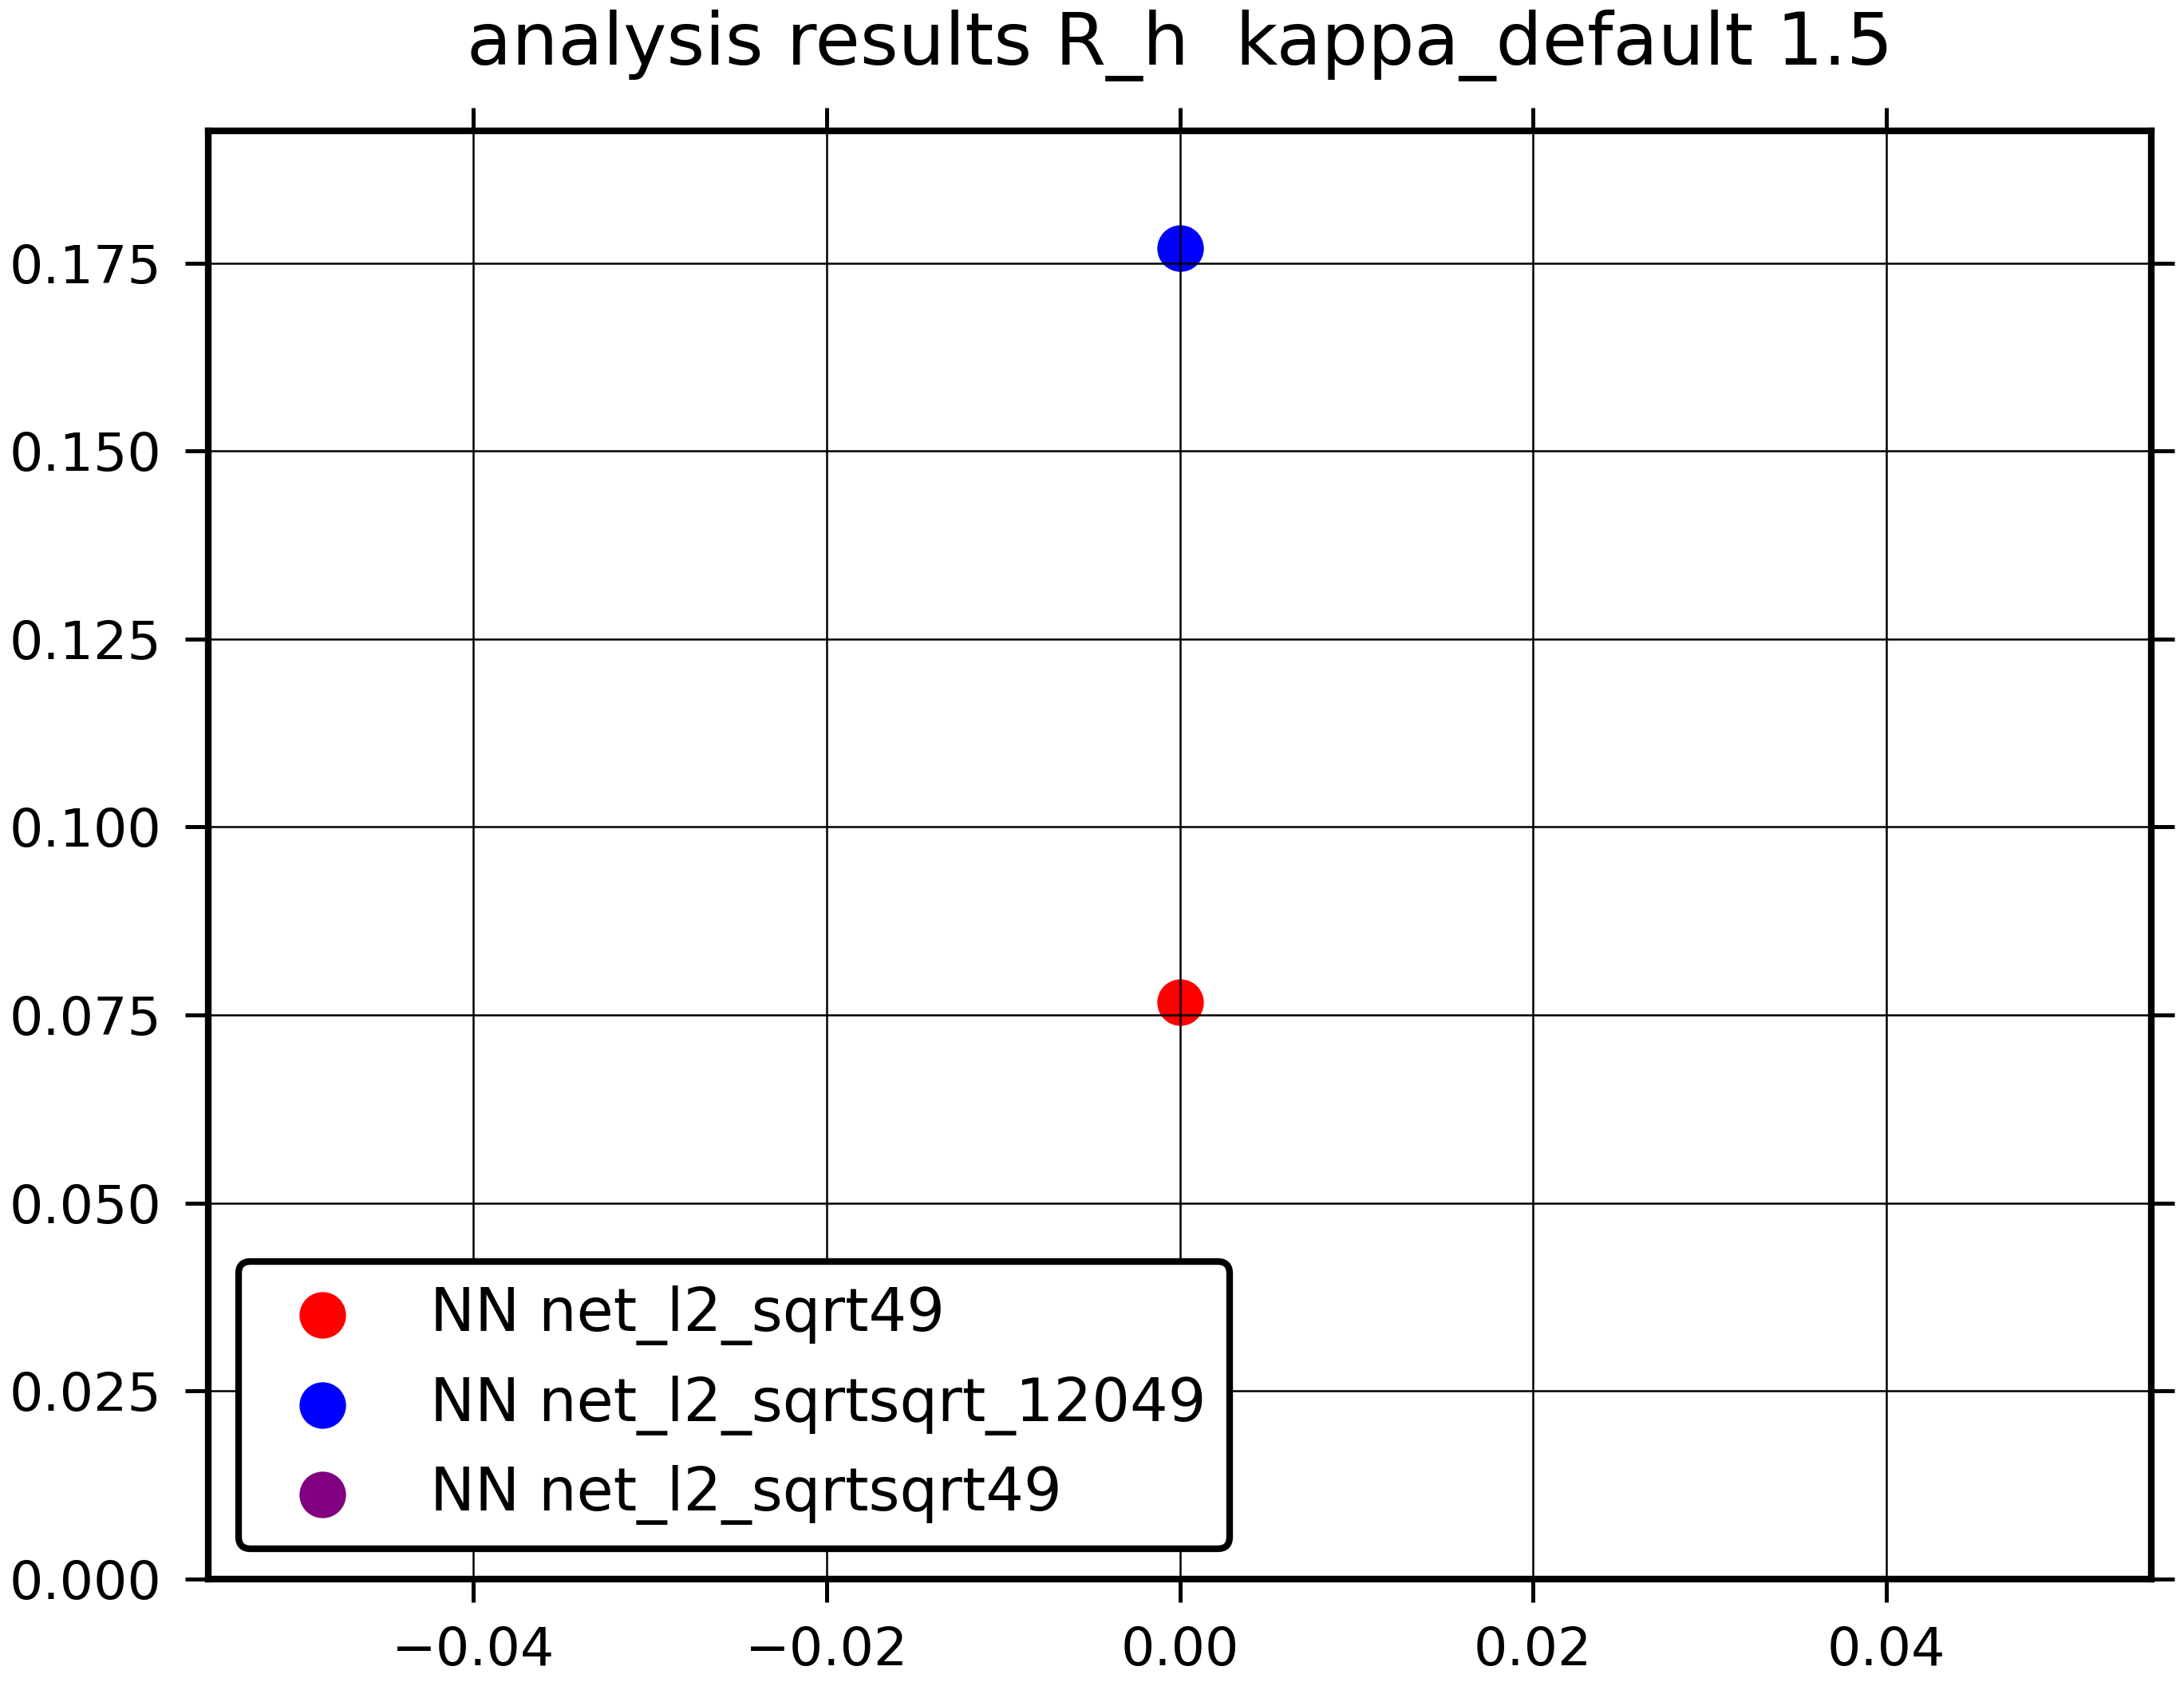 analysis results R_h  kappa_default 1.5
0.175
0.150
0.125
0.100
0.075
0.050
0.025
0.000
NN net_l2_sqrt49
NN net_l2_sqrtsqrt_12049
NN net_l2_sqrtsqrt49
−0.04 −0.02 0.00 0.02 0.04